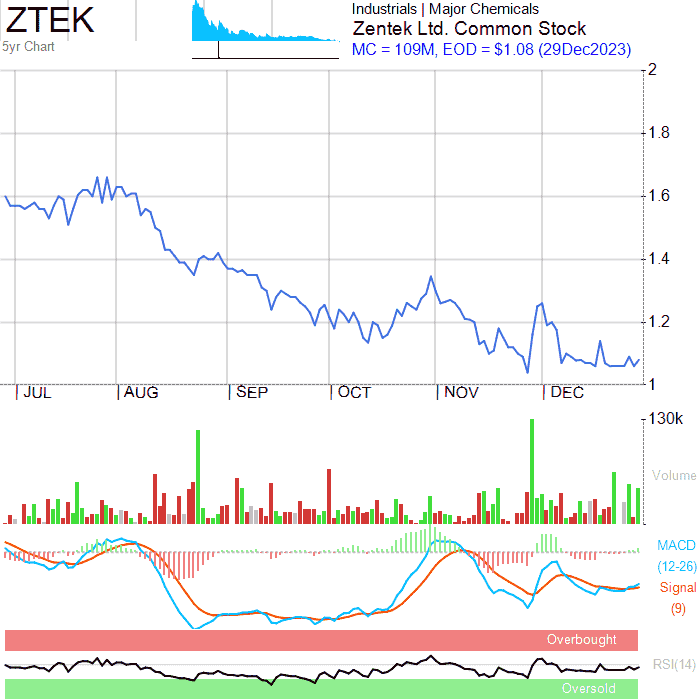 ZTEK
5yr Chart
Industrials | Major Chemicals
Zentek Ltd. Common Stock
MC = 109M, EOD = $1.08 (29Dec2023)
2
1.8
1.6
1.4
1.2
1
JUL AUG SEP OCT NOV DEC
130k
Volume
MACD
(12-26)
Signal
(9)
Overbought
RSI(14)
Oversold